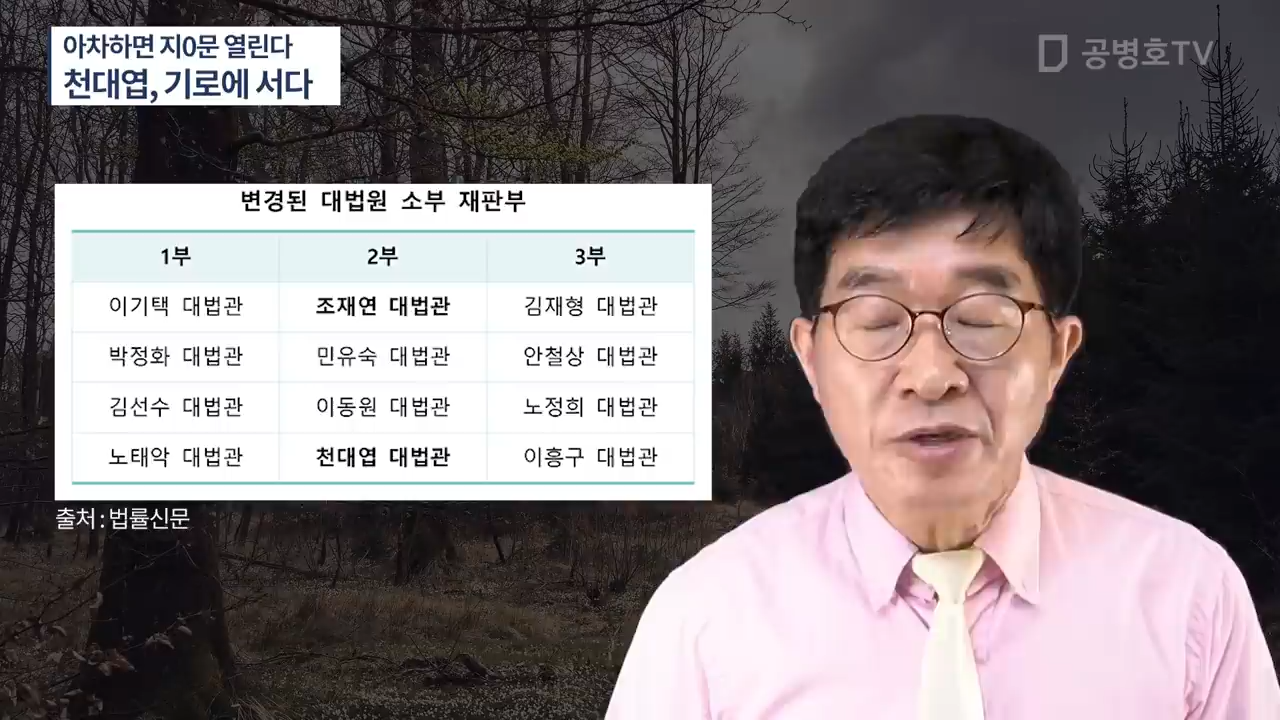 아차하면 지0문 열린다
천대엽, 기로에 서다
공병호TV
변경된 대법원 소부 재판부
1부 2부 3부
이기택 대법관 조재연 대법관 김재형 대법관
박정화 대법관 민유숙 대법관 안철상 대법관
김선수 대법관 이동원 대법관 노정희 대법관
노태악 대법관 천대엽 대법관 이흥구 대법관
출처 : 법률신문